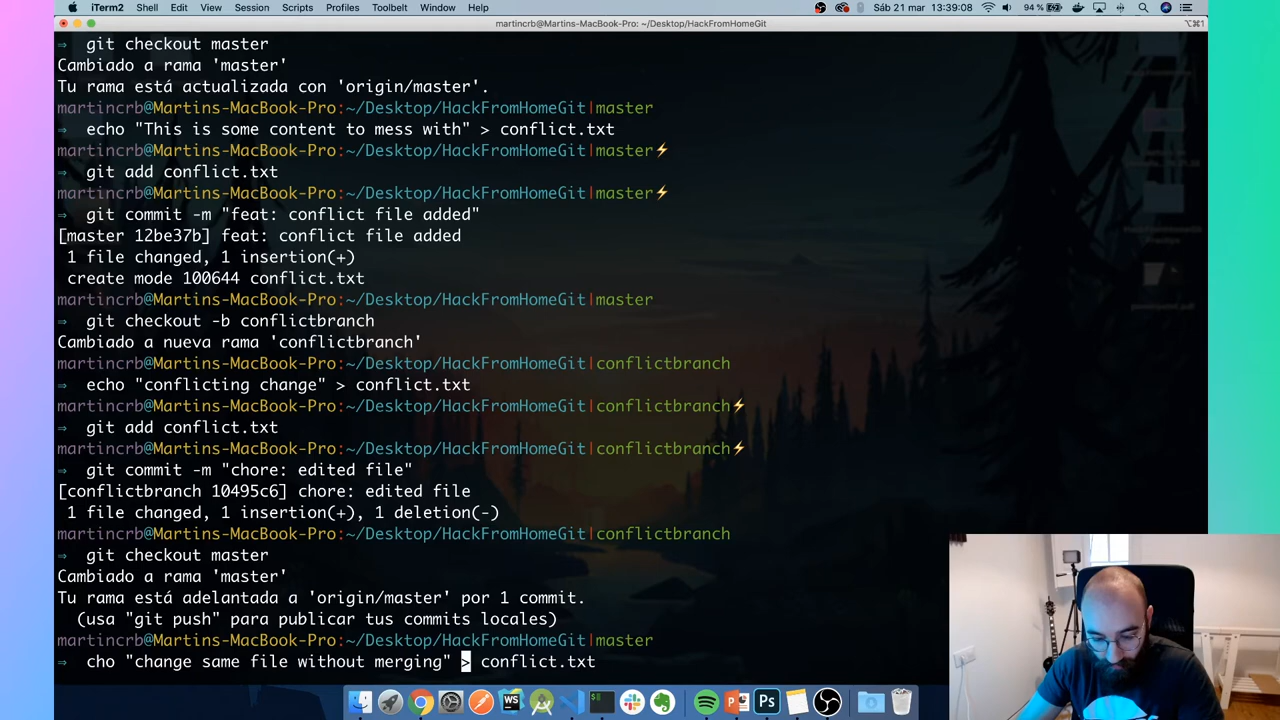 iTerm2 Shell Edit View Session Scripts Profiles Toolbelt Window Help
94 % Sáb 21 mar 13:39:08
martincrb@Martins-MacBook-Pro: ~/Desktop/HackFromHomeGit
⌥⌘1
⇒ git checkout master
Cambiado a rama 'master'
Tu rama está actualizada con 'origin/master'.
martincrb@Martins-MacBook-Pro:~/Desktop/HackFromHomeGit|master
⇒ echo "This is some content to mess with" > conflict.txt
martincrb@Martins-MacBook-Pro:~/Desktop/HackFromHomeGit|master⚡
⇒ git add conflict.txt
martincrb@Martins-MacBook-Pro:~/Desktop/HackFromHomeGit|master⚡
⇒ git commit -m "feat: conflict file added"
[master 12be37b] feat: conflict file added
1 file changed, 1 insertion(+)
create mode 100644 conflict.txt
martincrb@Martins-MacBook-Pro:~/Desktop/HackFromHomeGit|master
⇒ git checkout -b conflictbranch
Cambiado a nueva rama 'conflictbranch'
martincrb@Martins-MacBook-Pro:~/Desktop/HackFromHomeGit|conflictbranch
⇒ echo "conflicting change" > conflict.txt
martincrb@Martins-MacBook-Pro:~/Desktop/HackFromHomeGit|conflictbranch⚡
⇒ git add conflict.txt
martincrb@Martins-MacBook-Pro:~/Desktop/HackFromHomeGit|conflictbranch⚡
⇒ git commit -m "chore: edited file"
[conflictbranch 10495c6] chore: edited file
1 file changed, 1 insertion(+), 1 deletion(-)
martincrb@Martins-MacBook-Pro:~/Desktop/HackFromHomeGit|conflictbranch
⇒ git checkout master
Cambiado a rama 'master'
Tu rama está adelantada a 'origin/master' por 1 commit.
(usa "git push" para publicar tus commits locales)
martincrb@Martins-MacBook-Pro:~/Desktop/HackFromHomeGit|master
⇒ cho "change same file without merging" > conflict.txt
WS
Ps